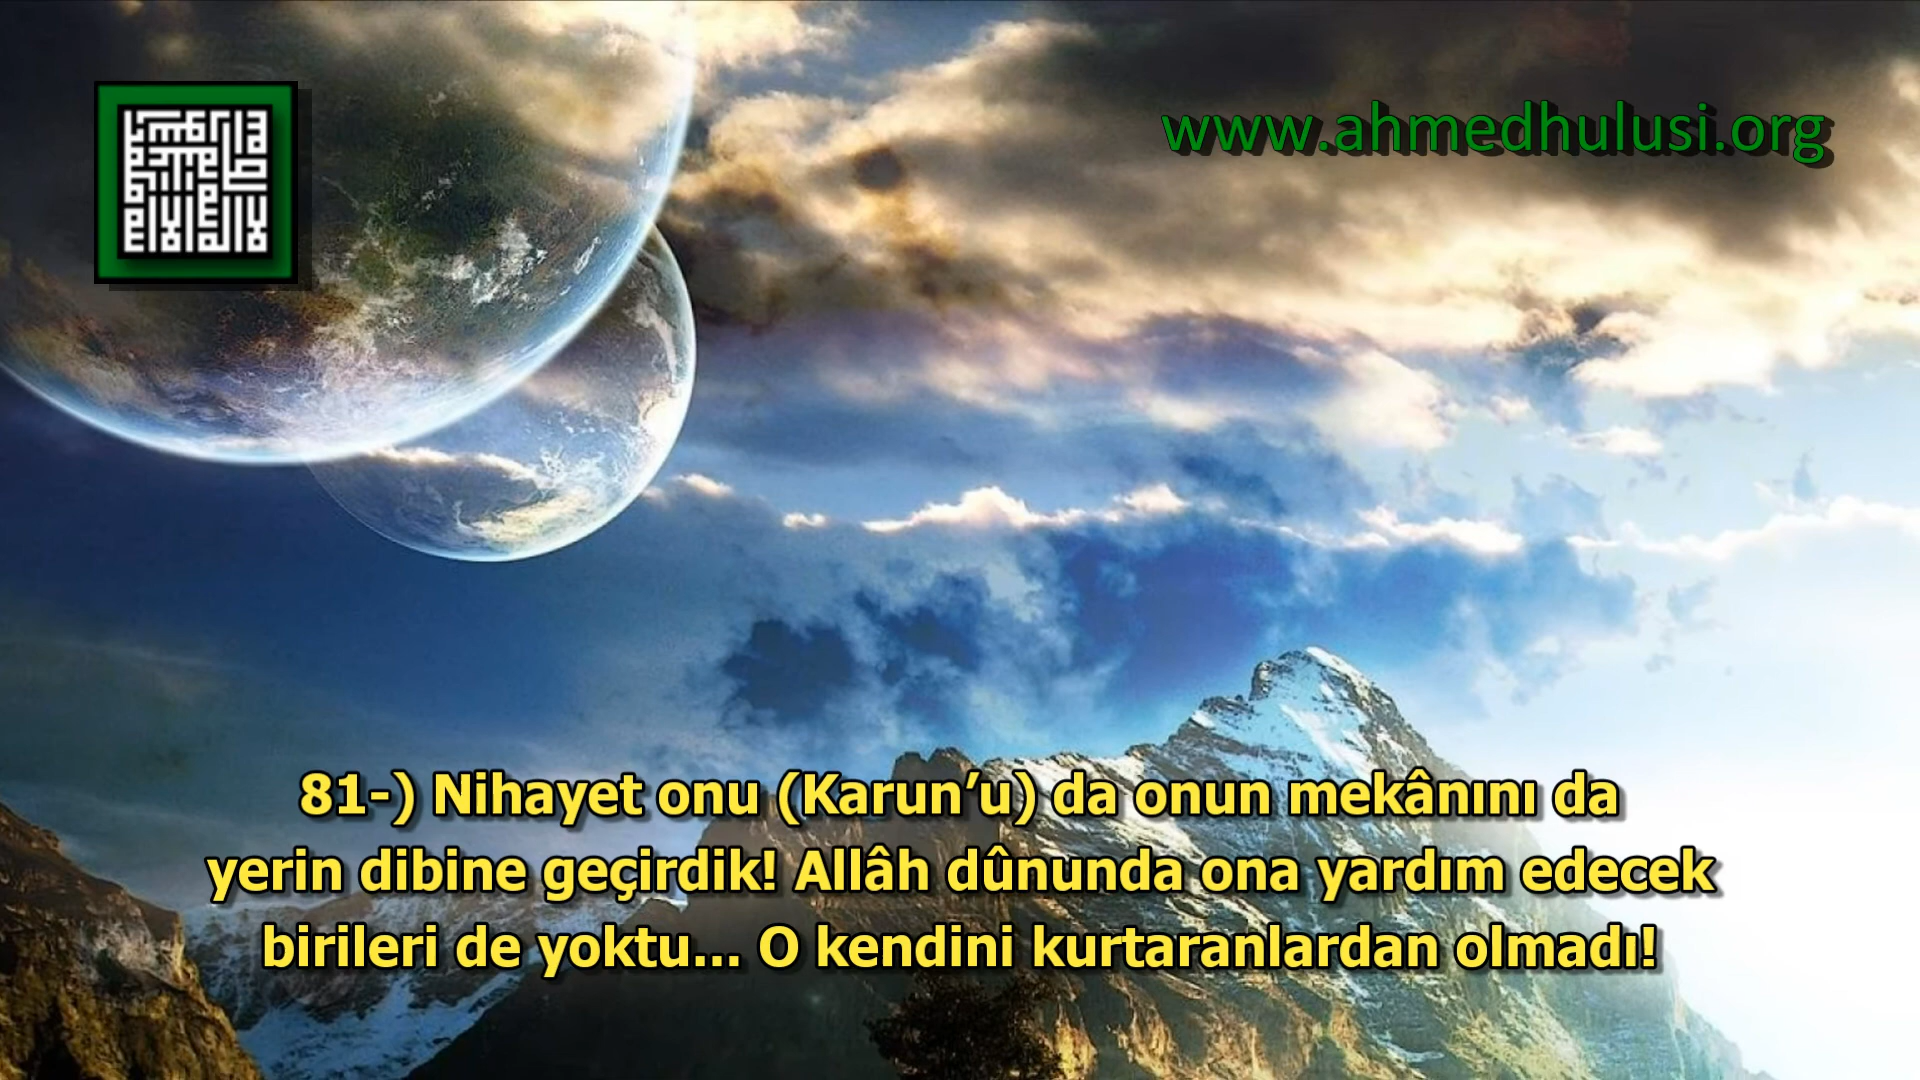 www.ahmedhulusi.org
81-) Nihayet onu (Karun’u) da onun mekânını da
yerin dibine geçirdik! Allâh dûnunda ona yardım edecek
birileri de yoktu... O kendini kurtaranlardan olmadı!